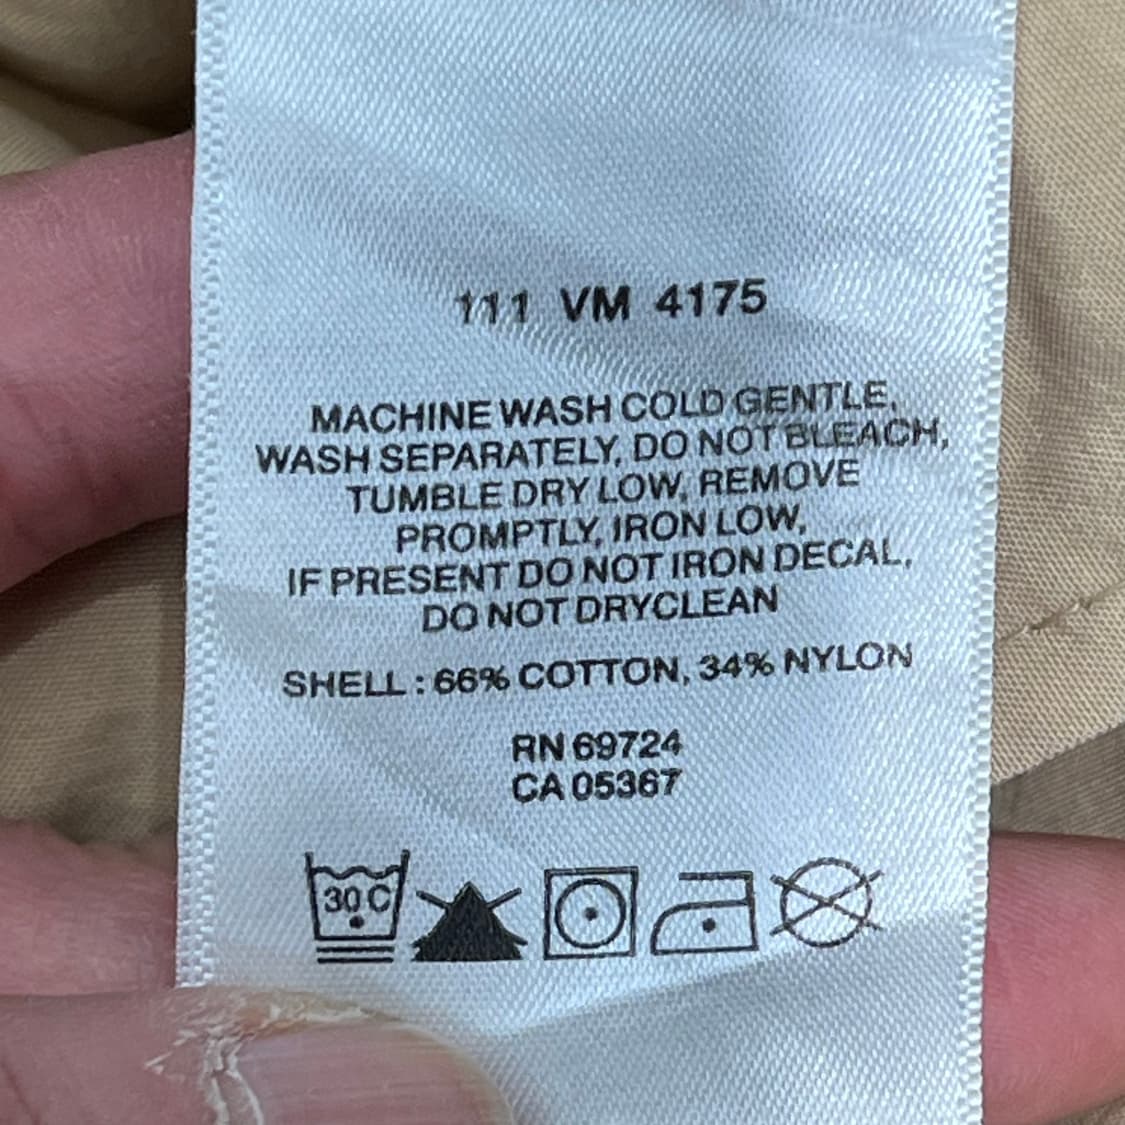 111 VM 4175
MACHINE WASH COLD GENTLE,
WASH SEPARATELY, DO NOT BLEACH,
TUMBLE DRY LOW, REMOVE
PROMPTLY, IRON LOW,
IF PRESENT DO NOT IRON DECAL,
DO NOT DRYCLEAN
SHELL : 66% COTTON, 34% NYLON
RN 69724
CA 05367
30 C